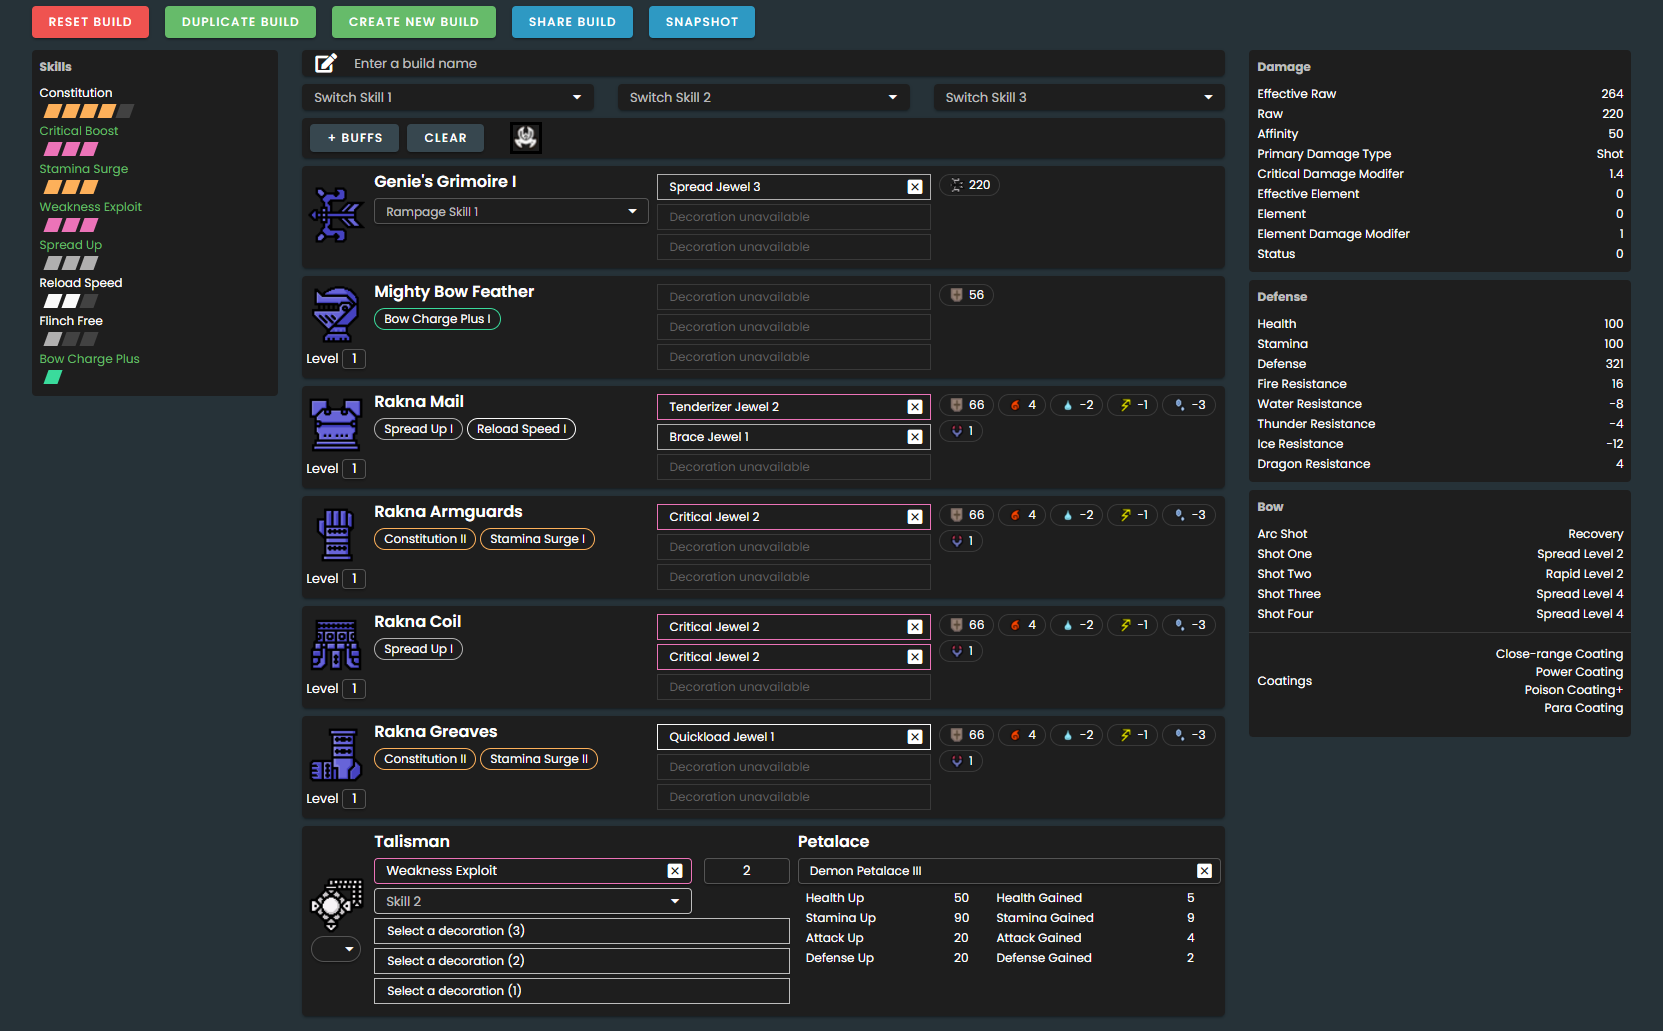 RESET BUILD
DUPLICATE BUILD
CREATE NEW BUILD
SHARE BUILD
SNAPSHOT
Skills
Constitution
Critical Boost
Stamina Surge
Weakness Exploit
Spread Up
Reload Speed
Flinch Free
Bow Charge Plus
Enter a build name
Switch Skill 1
Switch Skill 2
Switch Skill 3
+ BUFFS
CLEAR
Genie's Grimoire I
Rampage Skill 1
Spread Jewel 3
Decoration unavailable
Decoration unavailable
220
Mighty Bow Feather
Bow Charge Plus I
Level 1
Decoration unavailable
Decoration unavailable
Decoration unavailable
56
Rakna Mail
Spread Up I
Reload Speed I
Level 1
Tenderizer Jewel 2
Brace Jewel 1
Decoration unavailable
66
4
-2
-1
-3
1
Rakna Armguards
Constitution II
Stamina Surge I
Level 1
Critical Jewel 2
Decoration unavailable
Decoration unavailable
66
4
-2
-1
-3
1
Rakna Coil
Spread Up I
Level 1
Critical Jewel 2
Critical Jewel 2
Decoration unavailable
66
4
-2
-1
-3
1
Rakna Greaves
Constitution II
Stamina Surge II
Level 1
Quickload Jewel 1
Decoration unavailable
Decoration unavailable
66
4
-2
-1
-3
1
Talisman
Weakness Exploit
2
Skill 2
Select a decoration (3)
Select a decoration (2)
Select a decoration (1)
Petalace
Demon Petalace III
Health Up 50 Health Gained 5
Stamina Up 90 Stamina Gained 9
Attack Up 20 Attack Gained 4
Defense Up 20 Defense Gained 2
Damage
Effective Raw 264
Raw 220
Affinity 50
Primary Damage Type Shot
Critical Damage Modifer 1.4
Effective Element 0
Element 0
Element Damage Modifer 1
Status 0
Defense
Health 100
Stamina 100
Defense 321
Fire Resistance 16
Water Resistance -8
Thunder Resistance -4
Ice Resistance -12
Dragon Resistance 4
Bow
Arc Shot Recovery
Shot One Spread Level 2
Shot Two Rapid Level 2
Shot Three Spread Level 4
Shot Four Spread Level 4
Coatings
Close-range Coating
Power Coating
Poison Coating+
Para Coating